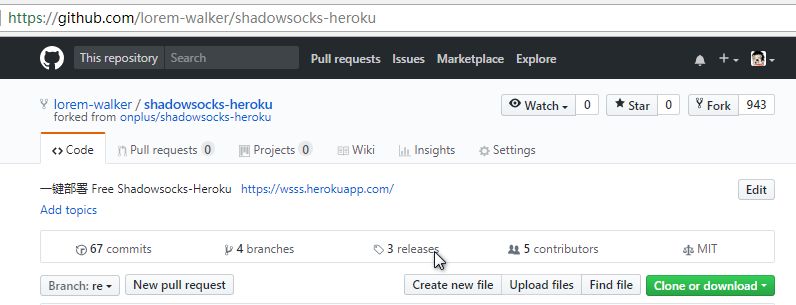 https://github.com/lorem-walker/shadowsocks-heroku
This repository Search Pull requests Issues Marketplace Explore
lorem-walker / shadowsocks-heroku Watch 0 Star 0 Fork 943
forked from onplus/shadowsocks-heroku
Code Pull requests 0 Projects 0 Wiki Insights Settings
一键部署 Free Shadowsocks-Heroku https://wsss.herokuapp.com/ Edit
Add topics
67 commits 4 branches 3 releases 5 contributors MIT
Branch: re New pull request Create new file Upload files Find file Clone or download